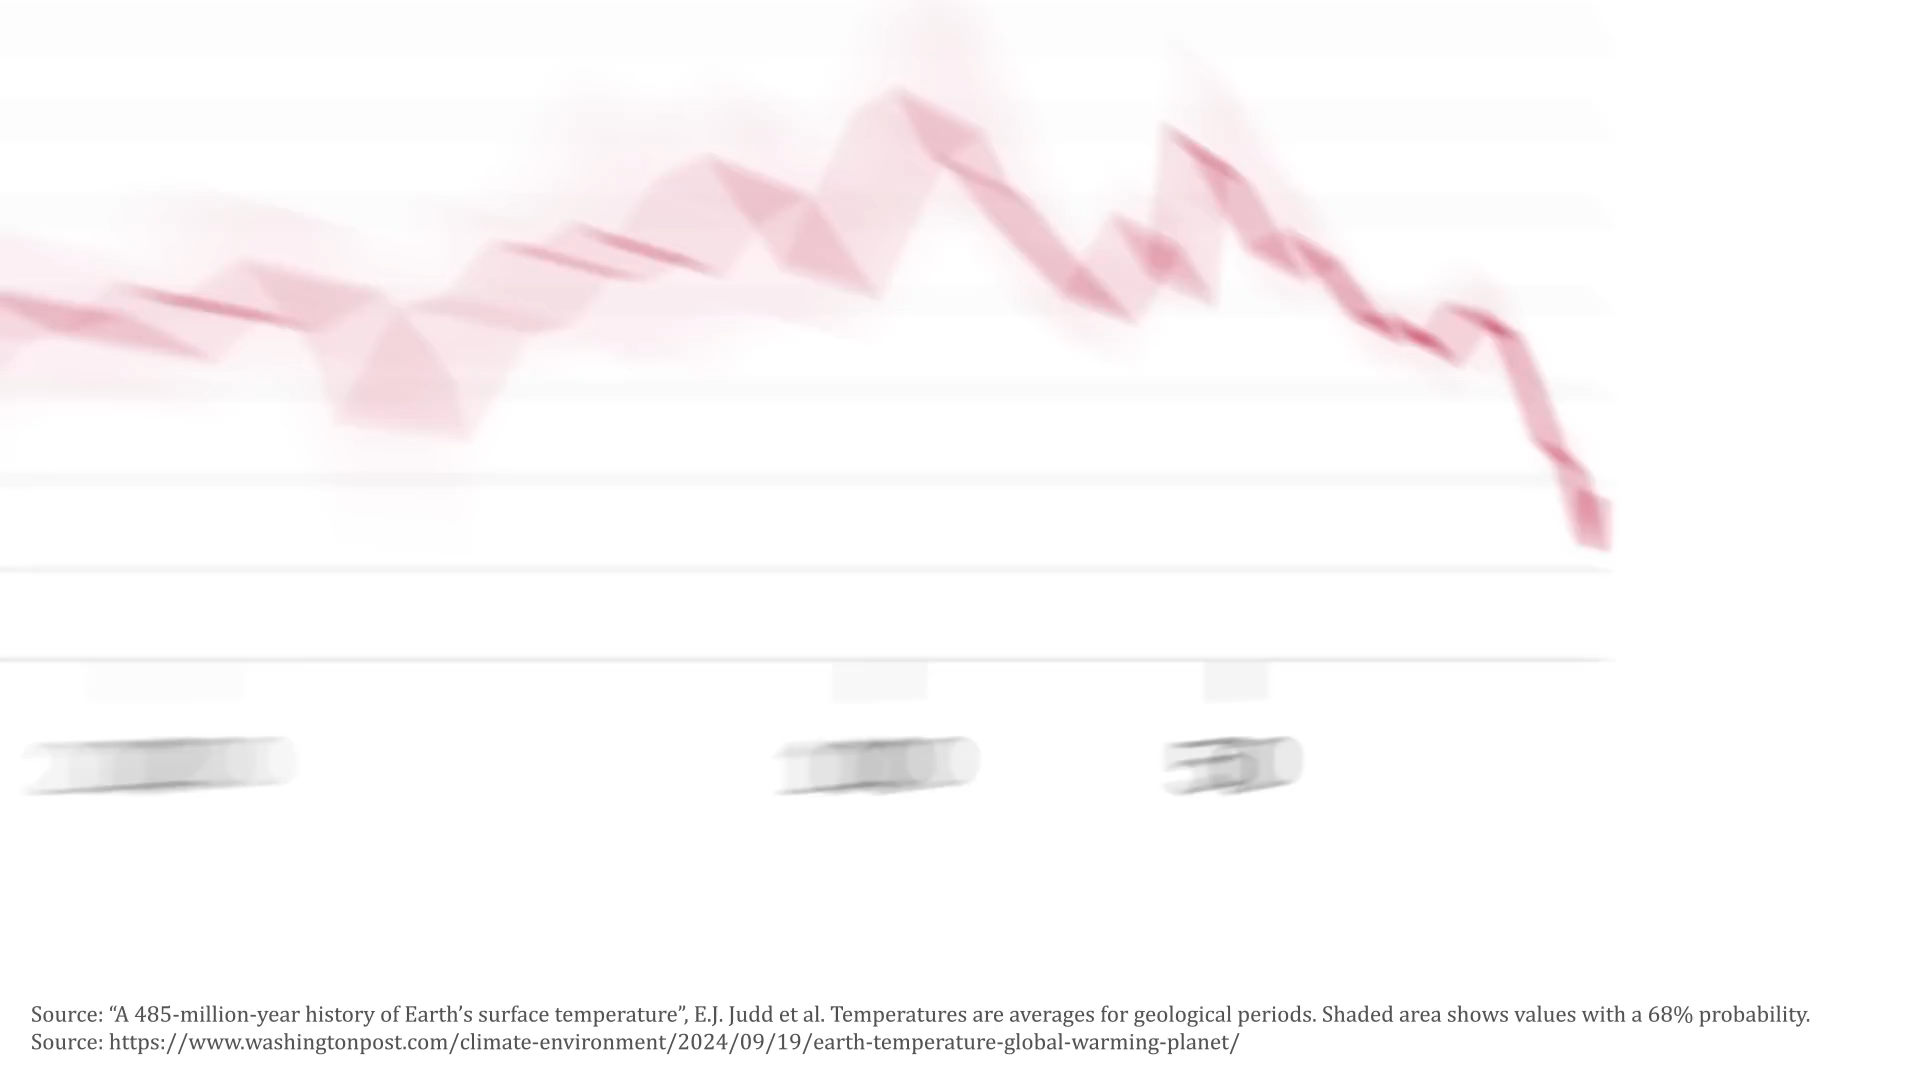 Source: “A 485-million-year history of Earth’s surface temperature”, E.J. Judd et al. Temperatures are averages for geological periods. Shaded area shows values with a 68% probability.
Source: https://www.washingtonpost.com/climate-environment/2024/09/19/earth-temperature-global-warming-planet/